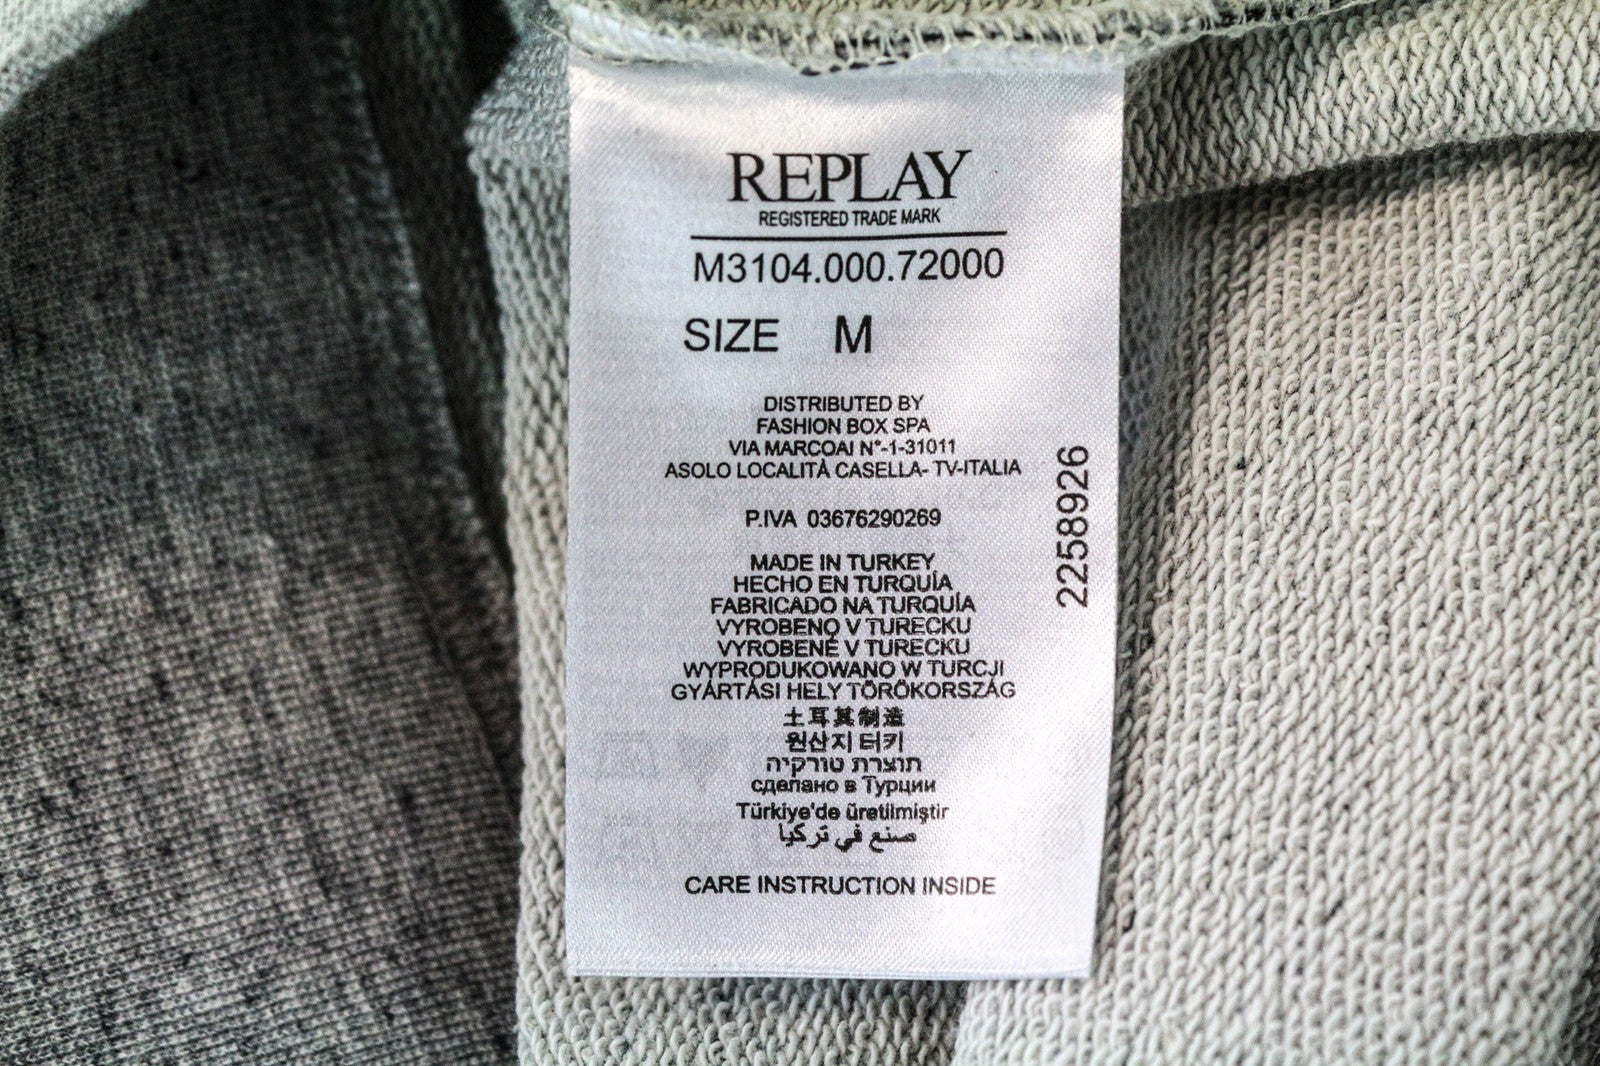 REPLAY
REGISTERED TRADE MARK
M3104.000.72000
SIZE M
DISTRIBUTED BY
FASHION BOX SPA
VIA MARCOAI N°-1-31011
ASOLO LOCALITÀ CASELLA- TV-ITALIA
P.IVA 03676290269
MADE IN TURKEY
HECHO EN TURQUÍA
FABRICADO NA TURQUÍA
VYROBENO V TURECKU
VYROBENÉ V TURECKU
WYPRODUKOWANO W TURCJI
GYÁRTÁSI HELY TÖRÖKORSZÁG
土耳其制造
원산지 터키
תוצרת טורקיה
сделано в Турции
Türkiye'de üretilmiştir
صنع في تركيا
CARE INSTRUCTION INSIDE
2258926